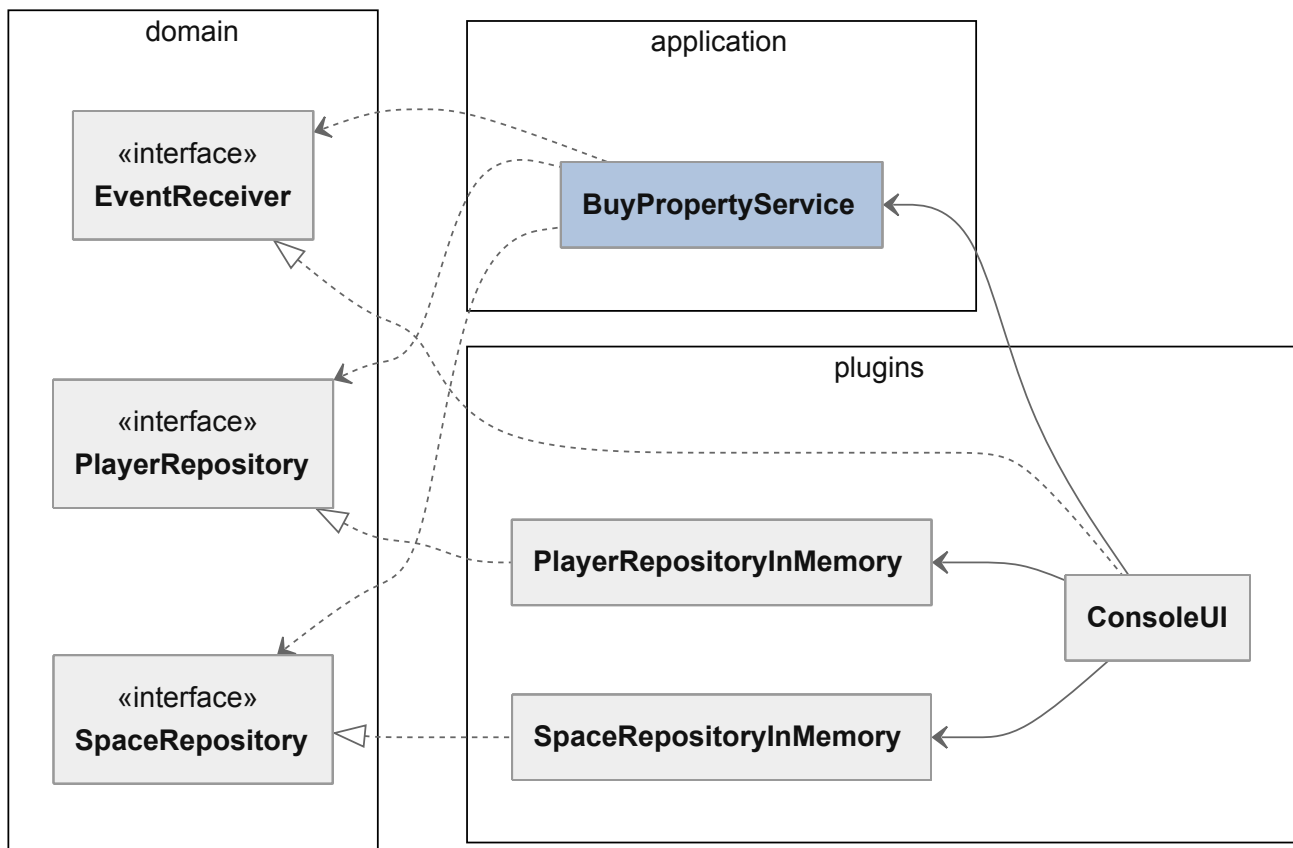 domain
«interface»
EventReceiver
«interface»
PlayerRepository
«interface»
SpaceRepository
application
BuyPropertyService
plugins
PlayerRepositoryInMemory
SpaceRepositoryInMemory
ConsoleUI